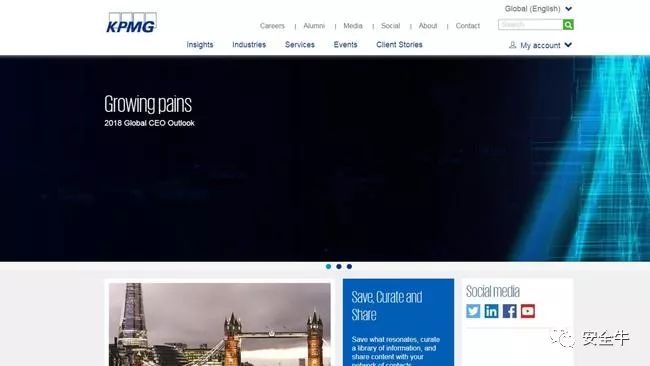 Global (English)
KPMG
Careers | Alumni | Media | Social | About | Contact
Search
Insights Industries Services Events Client Stories
My account
Growing pains
2018 Global CEO Outlook
Save, Curate and
Share
Save what resonates, curate
a library of information, and
share content with your
network of contacts.
Social media
安全牛